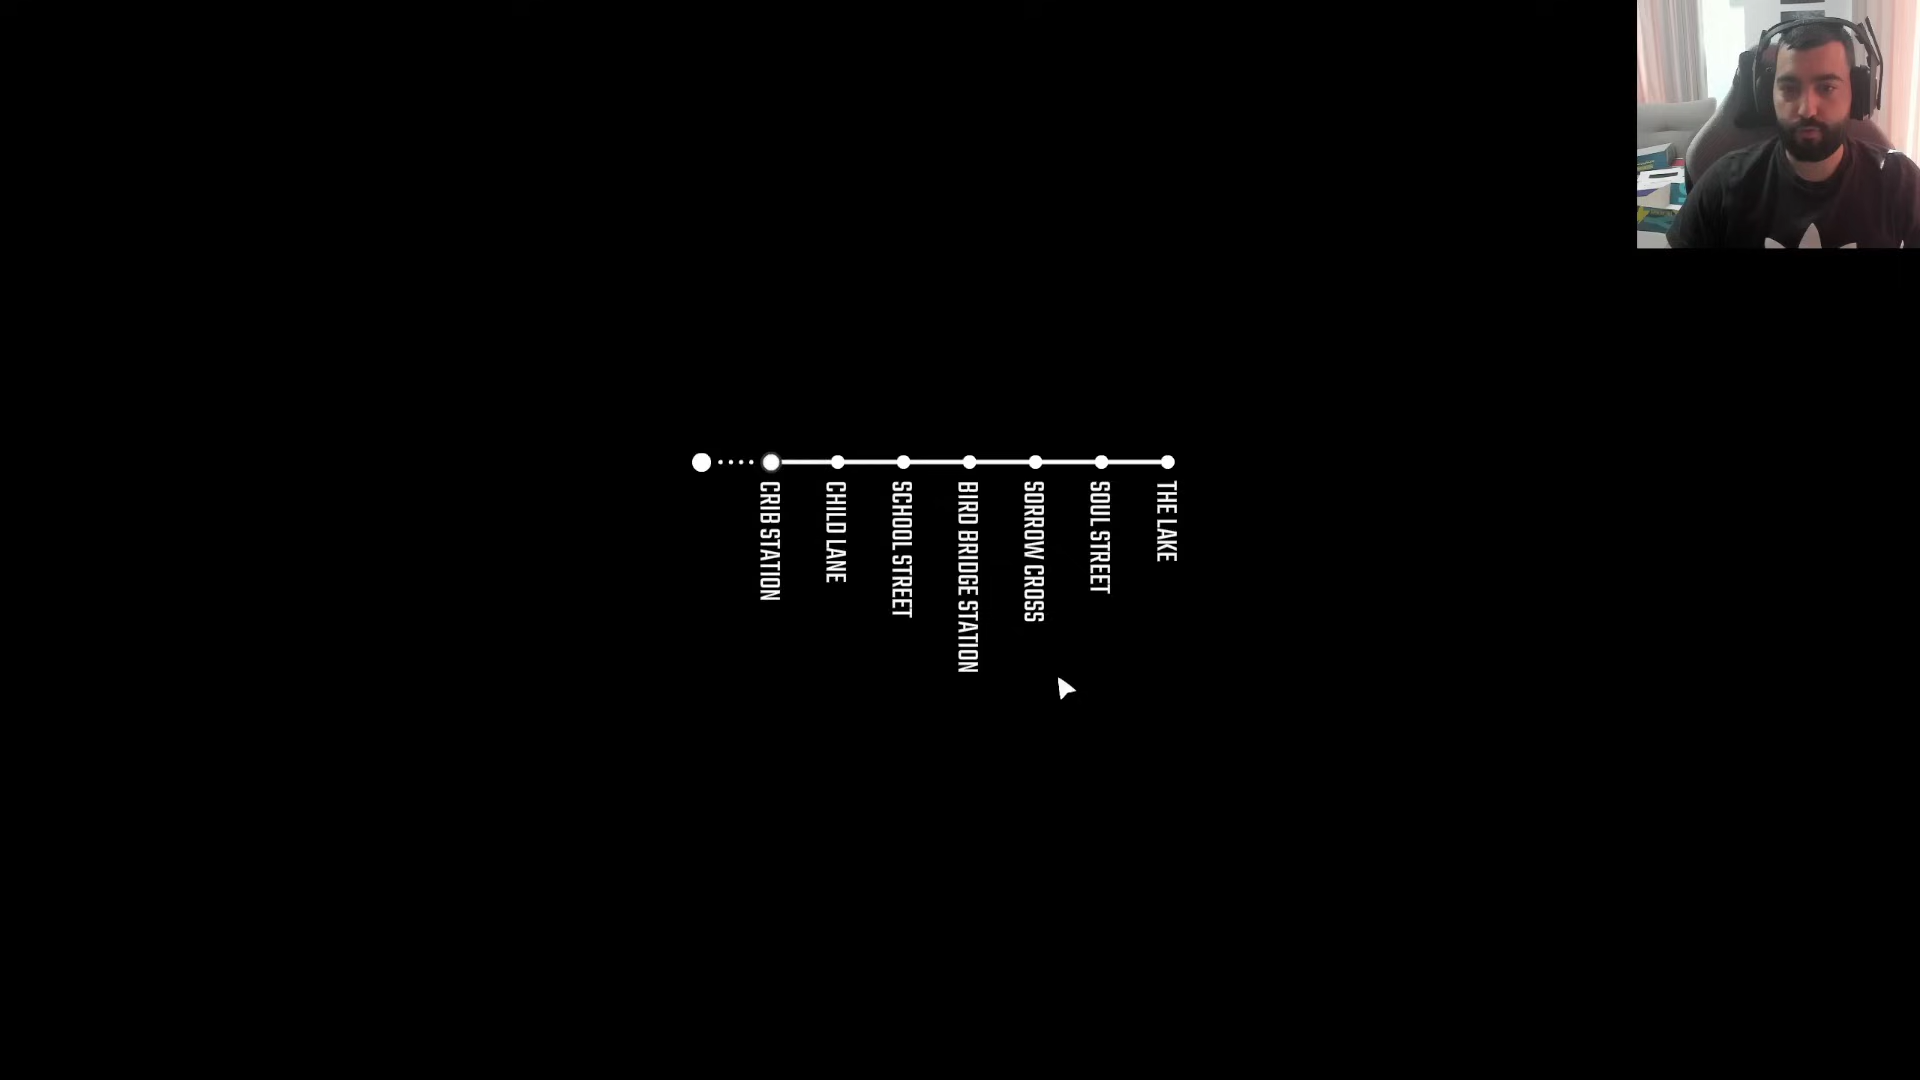 CRIB STATION
CHILD LANE
SCHOOL STREET
BIRD BRIDGE STATION
SORROW CROSS
SOUL STREET
THE LAKE